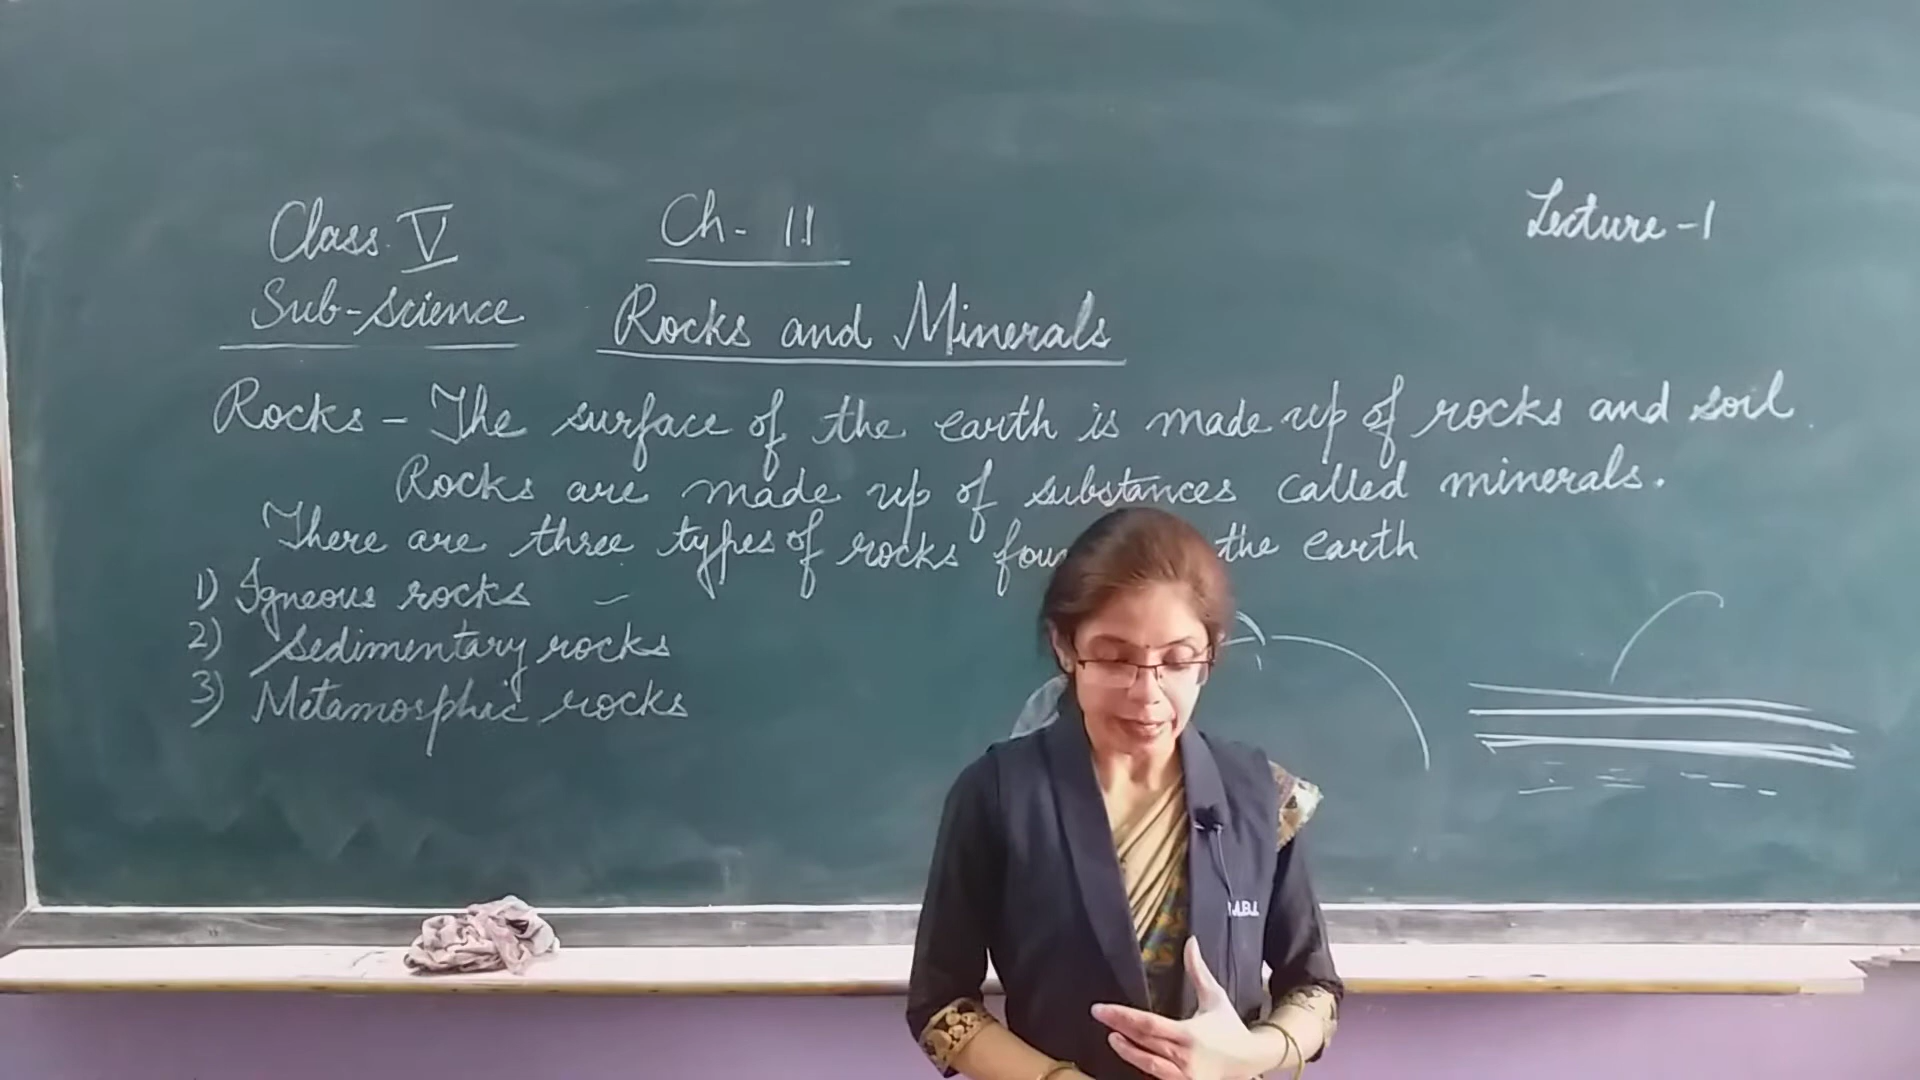 Class V Ch- 11 Lecture-1
Sub-science Rocks and Minerals
Rocks - The surface of the earth is made up of rocks and soil.
Rocks are made up of substances called minerals.
There are three types of rocks the earth
1) Igneous rocks
2) Sedimentary rocks
3) Metamorphic rocks